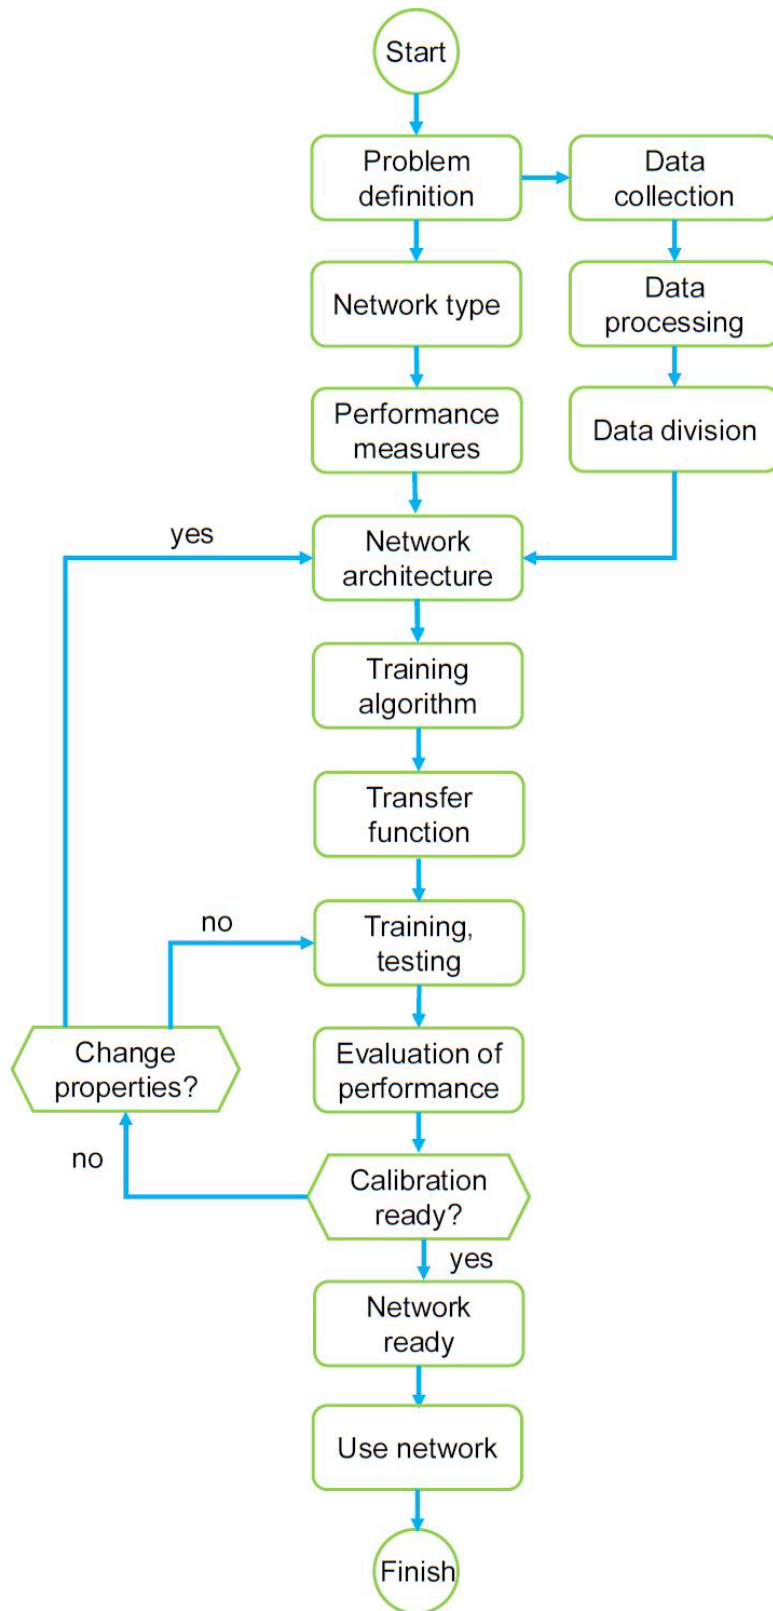 Start
Problem
definition
Data
collection
Network type
Data
processing
Performance
measures
Data division
yes
Network
architecture
Training
algorithm
Transfer
function
no
Training,
testing
Change
properties?
Evaluation of
performance
no
Calibration
ready?
yes
Network
ready
Use network
Finish